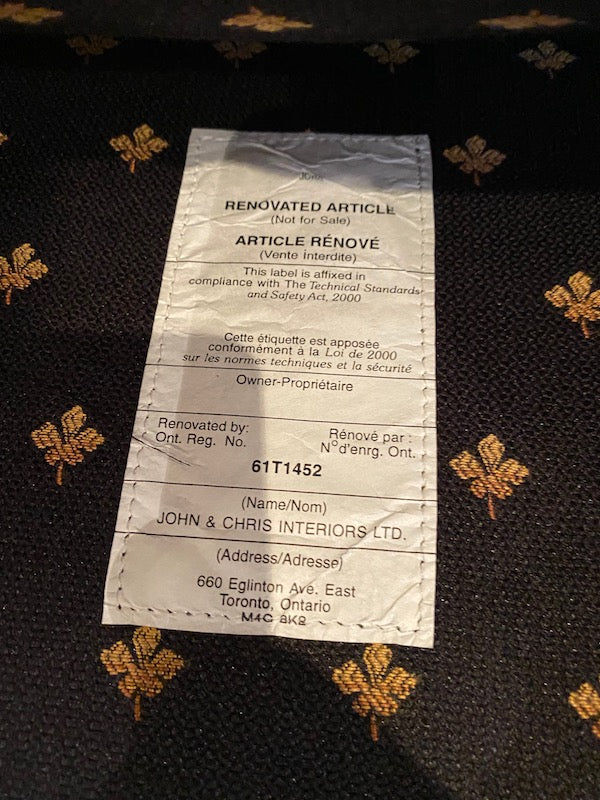 RENOVATED ARTICLE
(Not for Sale)
ARTICLE RÉNOVÉ
(Vente interdite)
This label is affixed in
compliance with The Technical Standards
and Safety Act, 2000
Cette étiquette est apposée
conformément à la Loi de 2000
sur les normes techniques et la sécurité
Owner-Propriétaire
Renovated by:
Ont. Reg. No.
Rénové par :
N° d'enrg. Ont.
61T1452
(Name/Nom)
JOHN & CHRIS INTERIORS LTD.
(Address/Adresse)
660 Eglinton Ave. East
Toronto, Ontario